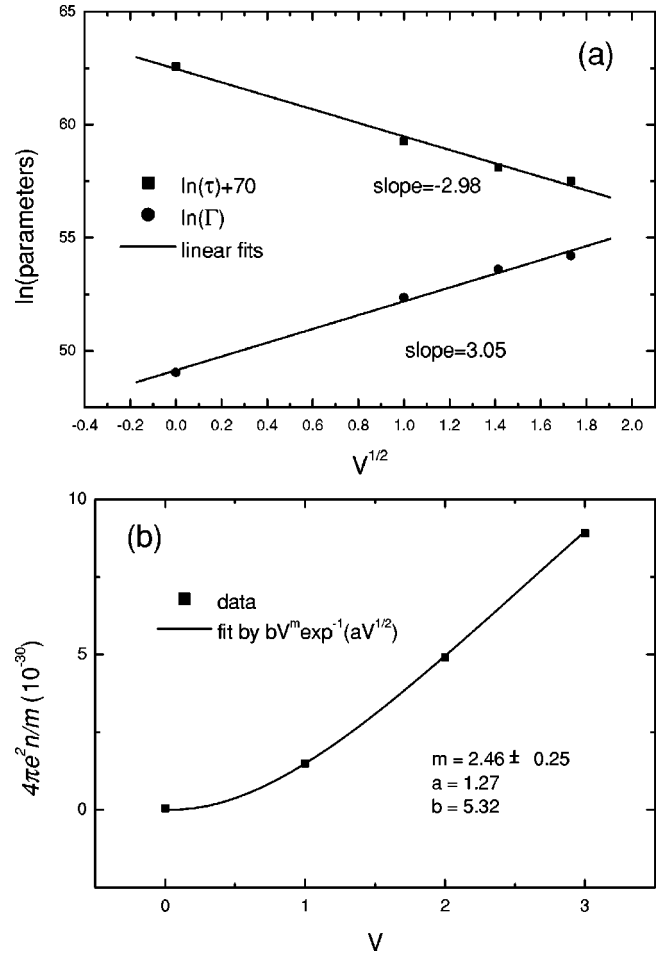 (a)
65
60
55
50
ln(parameters)
ln(τ)+70
ln(Γ)
linear fits
slope=-2.98
slope=3.05
-0.4 -0.2 0.0 0.2 0.4 0.6 0.8 1.0 1.2 1.4 1.6 1.8 2.0
V^{1/2}
(b)
10
5
0
4πe²n/m (10^{-30})
data
fit by bV^{m}exp^{-1}(aV^{1/2})
m = 2.46 ± 0.25
a = 1.27
b = 5.32
0 1 2 3
V